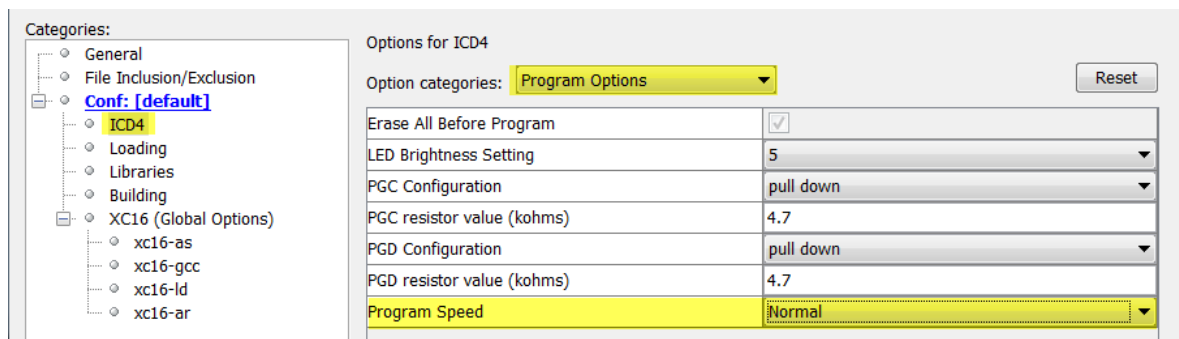 Categories:
General
File Inclusion/Exclusion
Conf: [default]
ICD4
Loading
Libraries
Building
XC16 (Global Options)
xc16-as
xc16-gcc
xc16-ld
xc16-ar
Options for ICD4
Option categories: Program Options Reset
Erase All Before Program
LED Brightness Setting 5
PGC Configuration pull down
PGC resistor value (kohms) 4.7
PGD Configuration pull down
PGD resistor value (kohms) 4.7
Program Speed Normal